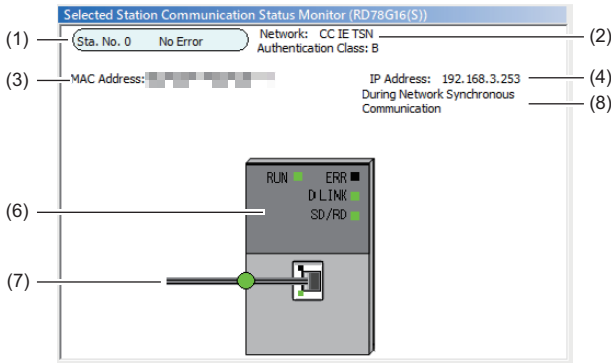 Selected Station Communication Status Monitor (RD78G16(S))
(1) Sta. No. 0 No Error Network: CC IE TSN (2)
Authentication Class: B
(3) MAC Address: IP Address: 192.168.3.253 (4)
During Network Synchronous (8)
Communication
RUN ERR
D LINK
(6) SD/RD
(7)